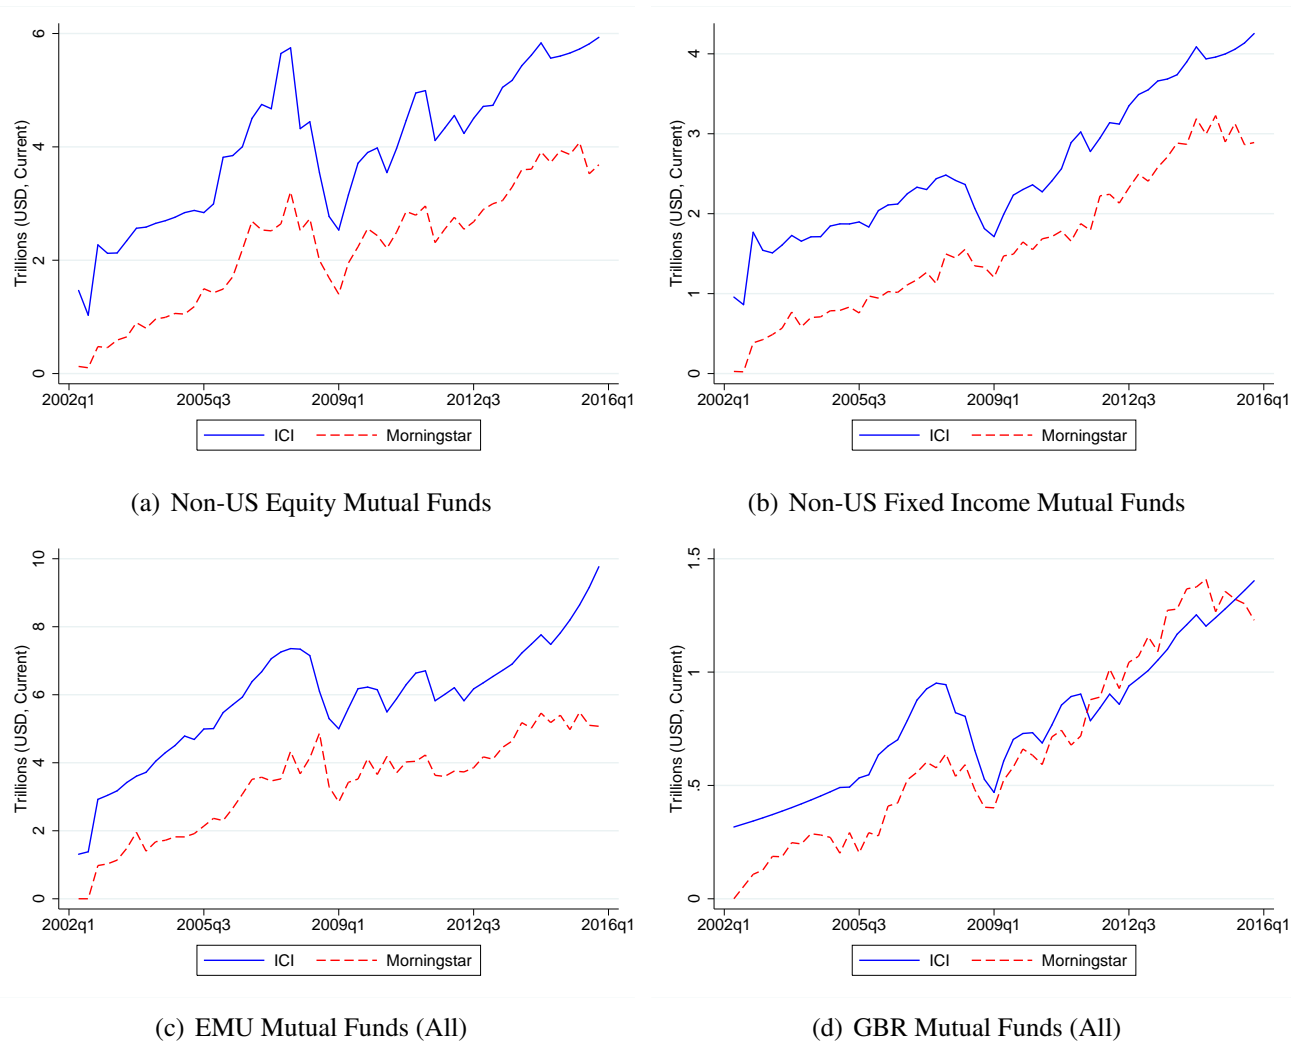 Trillions (USD, Current)
6
4
2
0
2002q1 2005q3 2009q1 2012q3 2016q1
ICI Morningstar
(a) Non-US Equity Mutual Funds
Trillions (USD, Current)
4
3
2
1
0
2002q1 2005q3 2009q1 2012q3 2016q1
ICI Morningstar
(b) Non-US Fixed Income Mutual Funds
Trillions (USD, Current)
10
8
6
4
2
0
2002q1 2005q3 2009q1 2012q3 2016q1
ICI Morningstar
(c) EMU Mutual Funds (All)
Trillions (USD, Current)
1.5
1
.5
0
2002q1 2005q3 2009q1 2012q3 2016q1
ICI Morningstar
(d) GBR Mutual Funds (All)